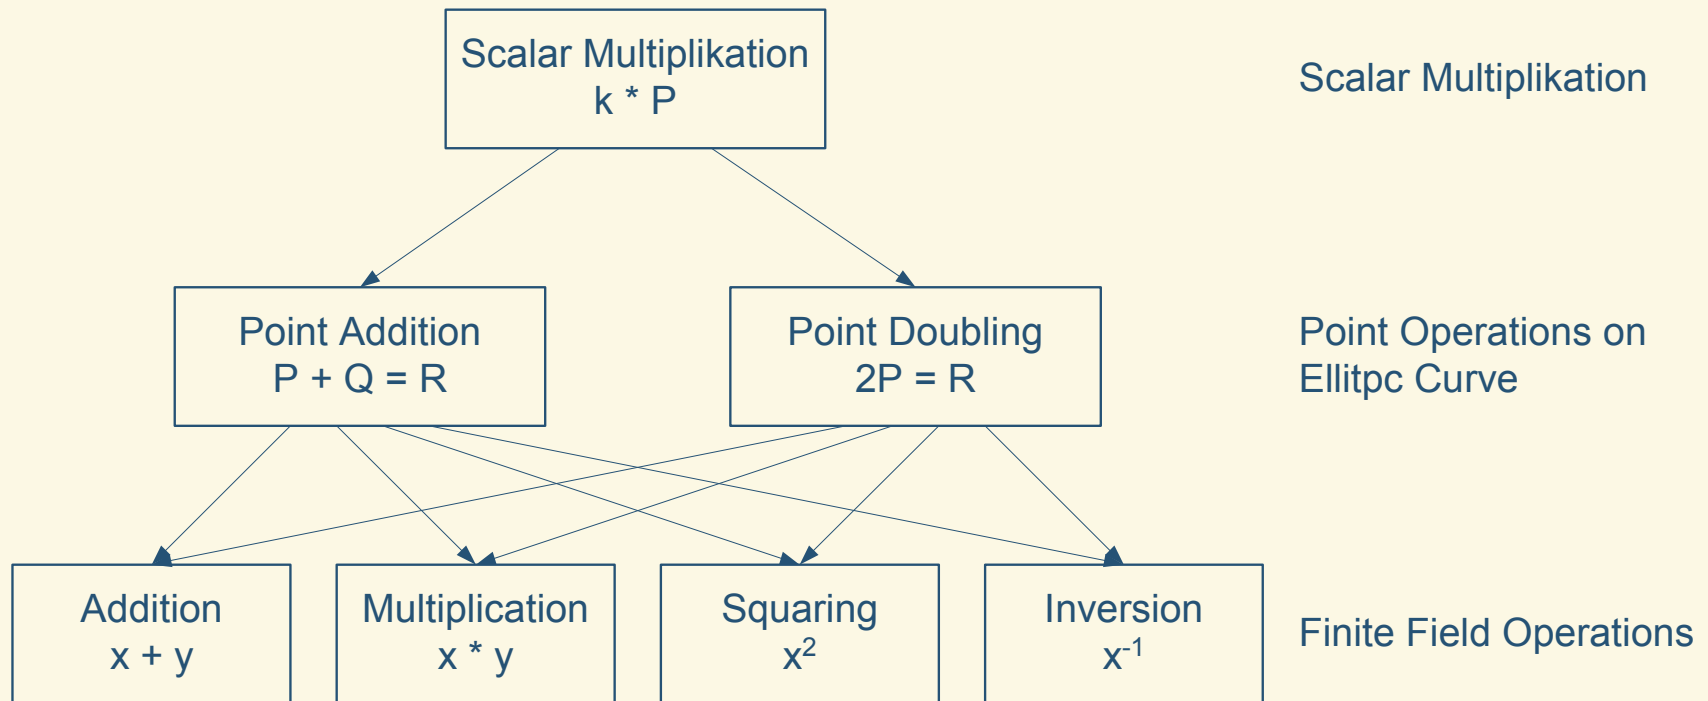 Scalar Multiplikation
k * P
Scalar Multiplikation
Point Addition
P + Q = R
Point Doubling
2P = R
Point Operations on
Ellitpc Curve
Addition
x + y
Multiplication
x * y
Squaring
x²
Inversion
x⁻¹
Finite Field Operations